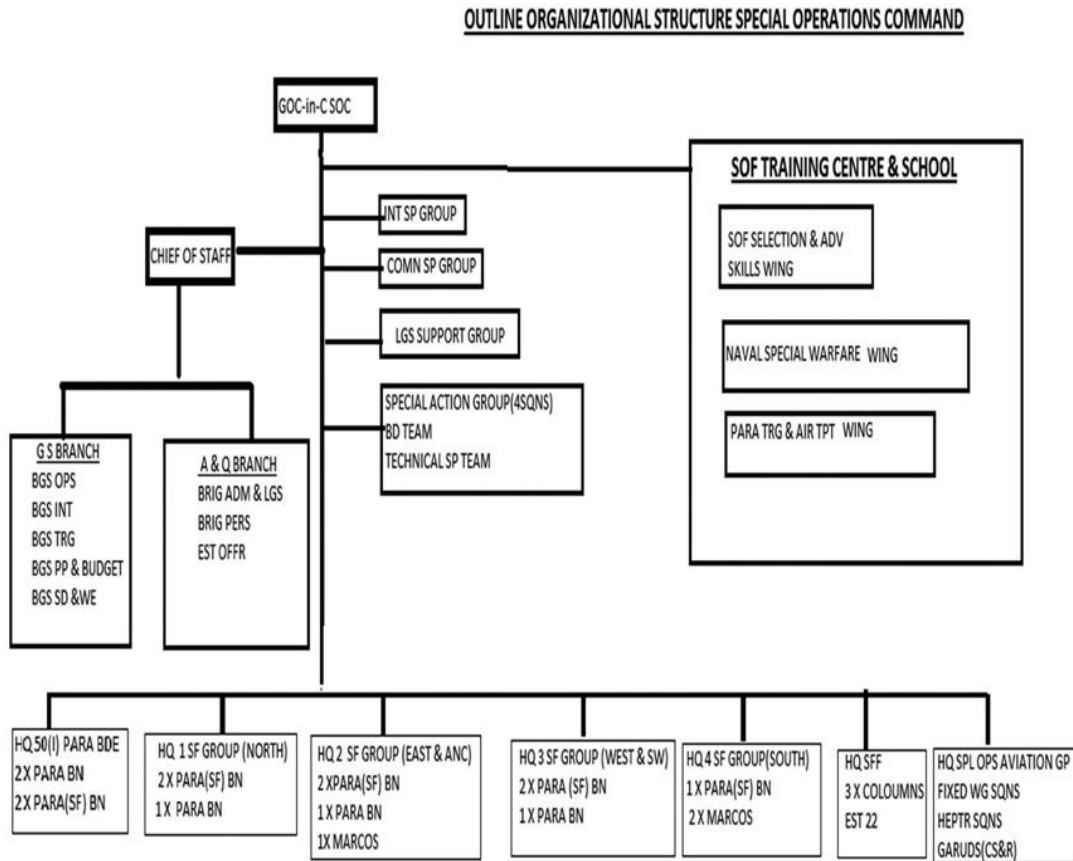 OUTLINE ORGANIZATIONAL STRUCTURE SPECIAL OPERATIONS COMMAND
GOC-in-C SOC
SOF TRAINING CENTRE & SCHOOL
SOF SELECTION & ADV
SKILLS WING
NAVAL SPECIAL WARFARE WING
PARA TRG & AIR TPT WING
INT SP GROUP
CHIEF OF STAFF
COMN SP GROUP
LGS SUPPORT GROUP
SPECIAL ACTION GROUP(4SQNS)
BD TEAM
TECHNICAL SP TEAM
G S BRANCH
BGS OPS
BGS INT
BGS TRG
BGS PP & BUDGET
BGS SD &WE
A & Q BRANCH
BRIG ADM & LGS
BRIG PERS
EST OFFR
HQ 50(I) PARA BDE
2 X PARA BN
2 X PARA(SF) BN
HQ 1 SF GROUP (NORTH)
2 X PARA(SF) BN
1 X PARA BN
HQ 2 SF GROUP (EAST & ANC)
2 XPARA(SF) BN
1 X PARA BN
1X MARCOS
HQ 3 SF GROUP (WEST & SW)
2 X PARA (SF) BN
1 X PARA BN
HQ 4 SF GROUP(SOUTH)
1 X PARA(SF) BN
2 X MARCOS
HQ SFF
3 X COLOUMNS
EST 22
HQ SPL OPS AVIATION GP
FIXED WG SQNS
HEPTR SQNS
GARUDS(CS&R)